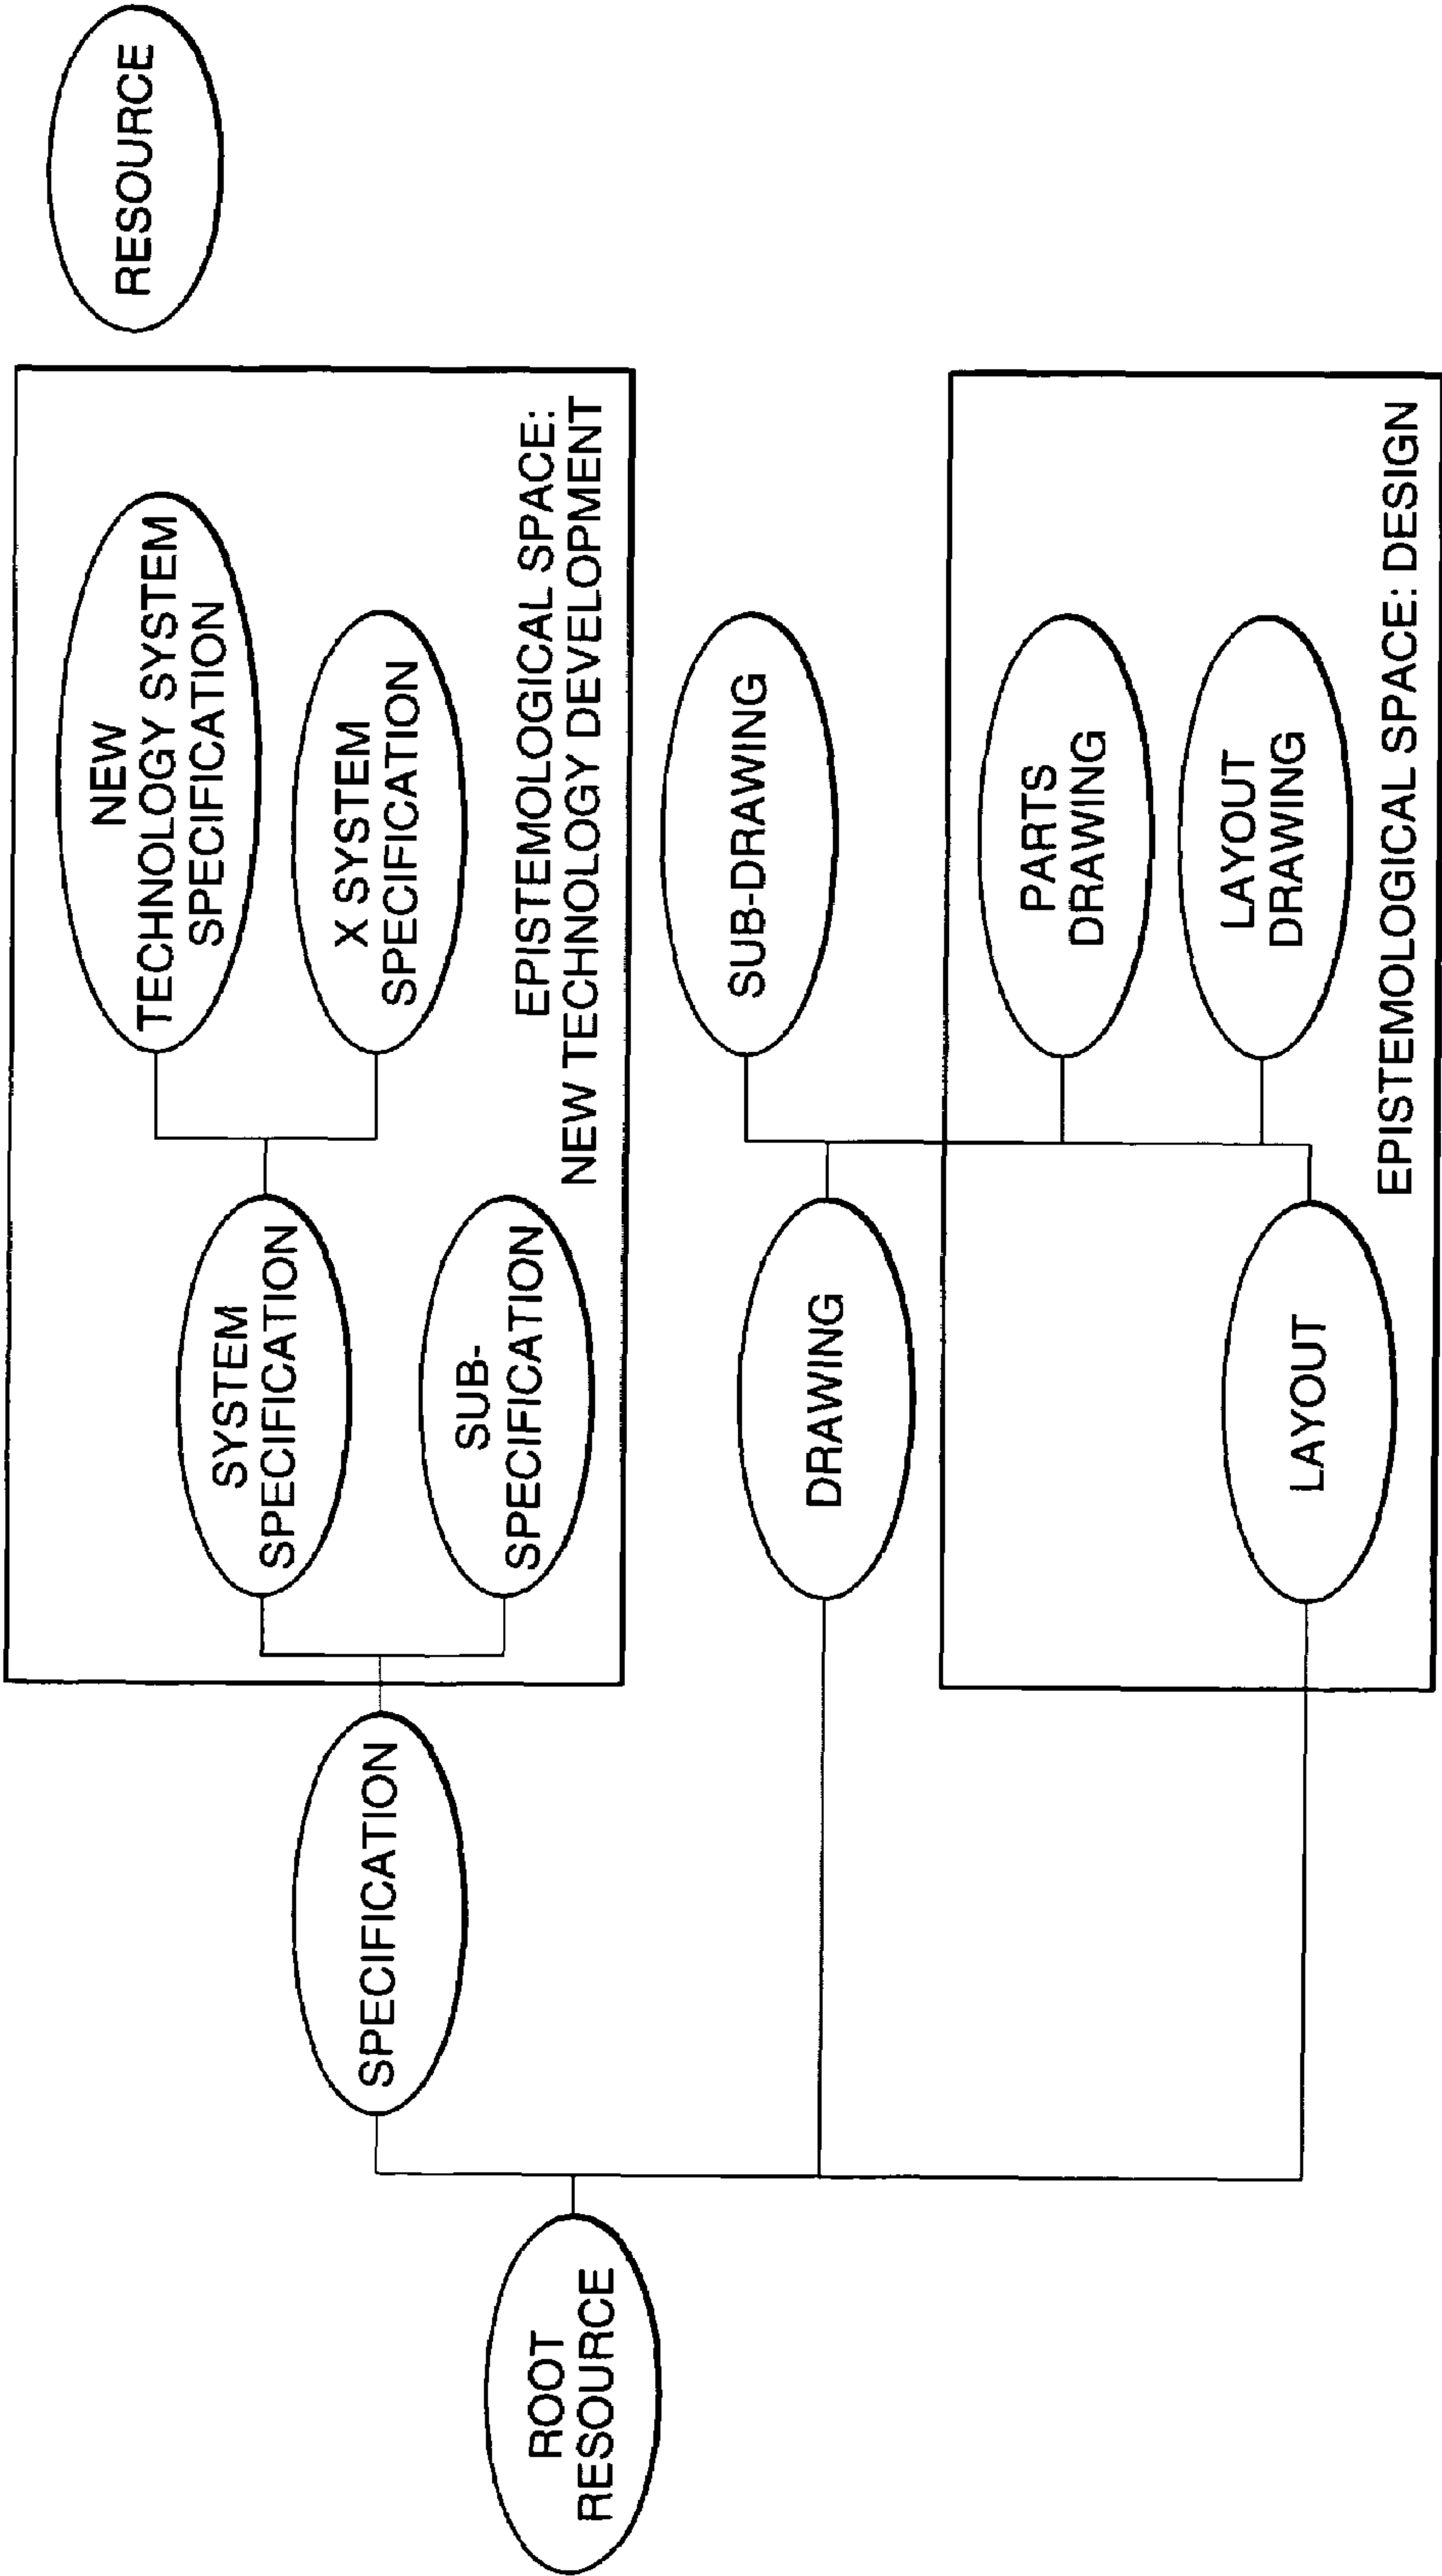 RESOURCE
NEW
TECHNOLOGY SYSTEM
SPECIFICATION
X SYSTEM
SPECIFICATION
SYSTEM
SPECIFICATION
SUB-
SPECIFICATION
EPISTEMOLOGICAL SPACE:
NEW TECHNOLOGY DEVELOPMENT
SPECIFICATION
ROOT
RESOURCE
SUB-DRAWING
DRAWING
PARTS
DRAWING
LAYOUT
DRAWING
LAYOUT
EPISTEMOLOGICAL SPACE: DESIGN